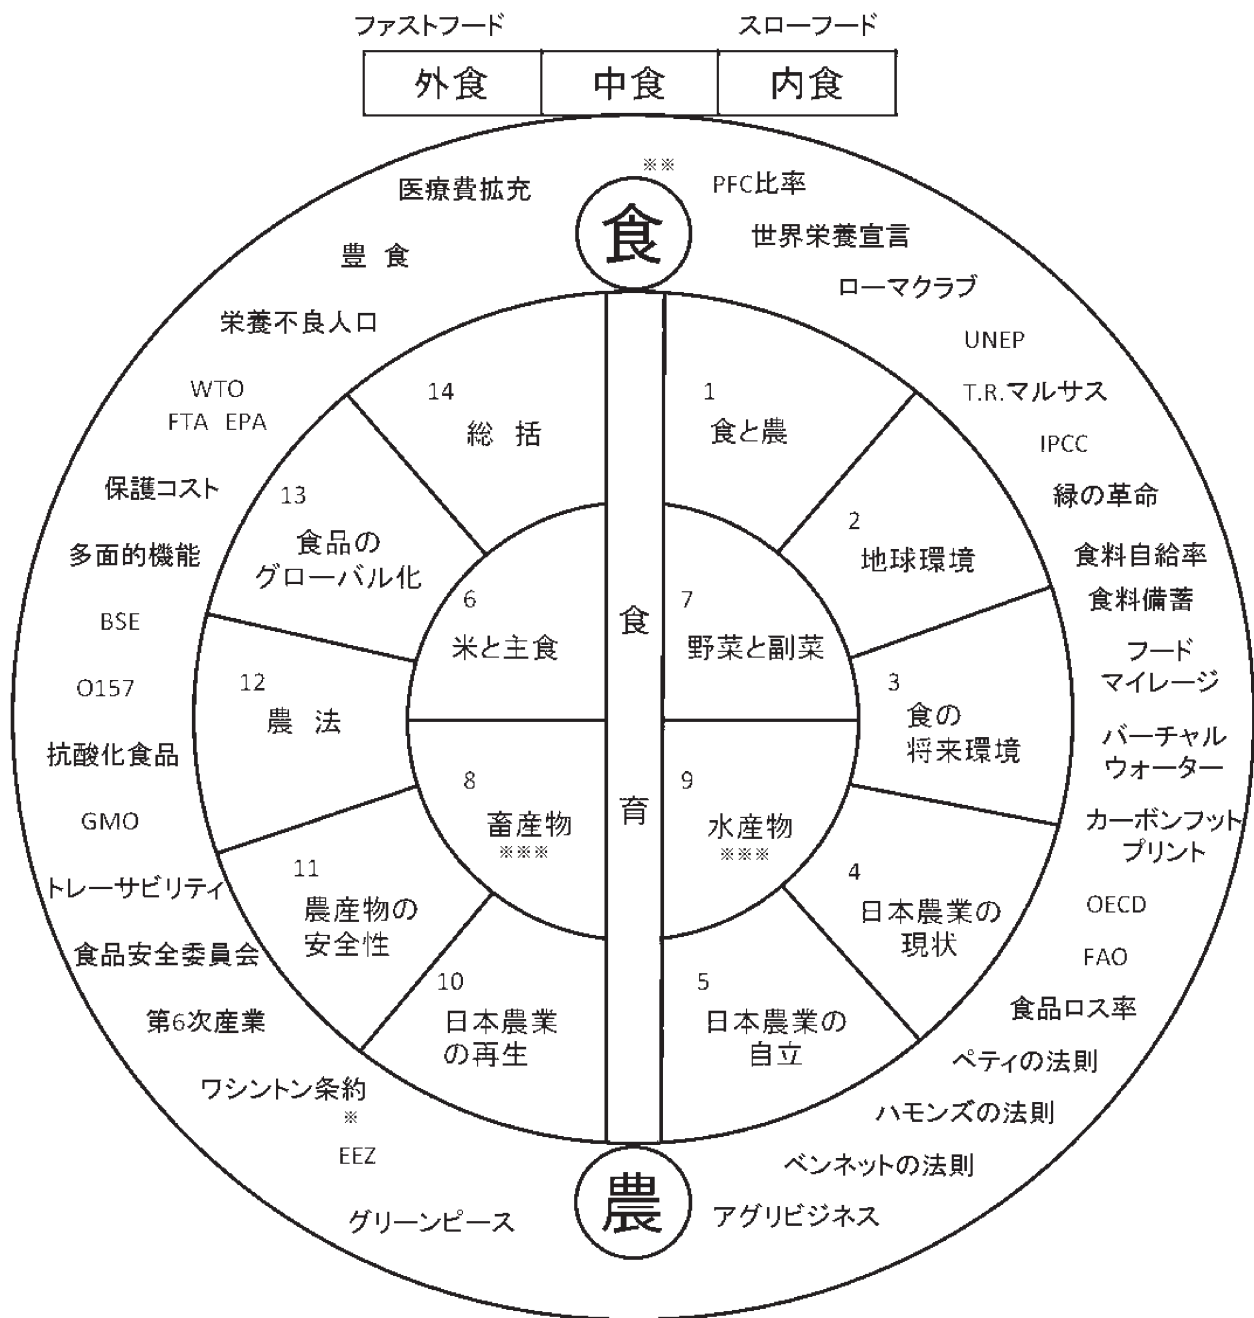 ファストフード
スローフード
外食
中食
内食
※※
食
PFC比率
世界栄養宣言
ローマクラブ
UNEP
T.R.マルサス
IPCC
緑の革命
食料自給率
食料備蓄
フード
マイレージ
バーチャル
ウォーター
カーボンフット
プリント
OECD
FAO
食品ロス率
ペティの法則
ハモンズの法則
ベンネットの法則
アグリビジネス
農
グリーンピース
EEZ
※
ワシントン条約
第6次産業
食品安全委員会
トレーサビリティ
GMO
抗酸化食品
O157
BSE
多面的機能
保護コスト
WTO
FTA EPA
栄養不良人口
豊 食
医療費拡充
1
食と農
2
地球環境
3
食の
将来環境
4
日本農業の
現状
5
日本農業の
自立
6
米と主食
7
野菜と副菜
8
畜産物
※※※
9
水産物
※※※
10
日本農業
の再生
11
農産物の
安全性
12
農 法
13
食品の
グローバル化
14
総 括
食
育